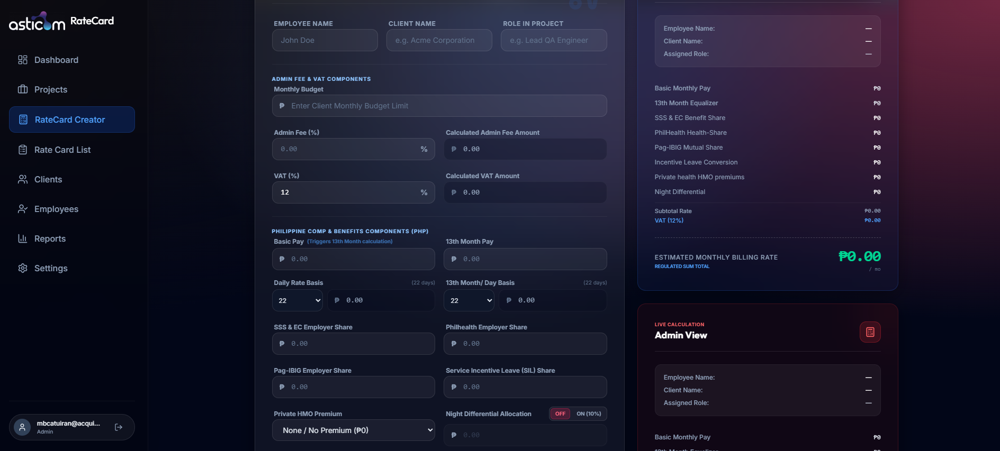 asticom RateCard
Dashboard
Projects
RateCard Creator
Rate Card List
Clients
Employees
Reports
Settings
mbcatuiran@acqui...
Admin
EMPLOYEE NAME
John Doe
CLIENT NAME
e.g. Acme Corporation
ROLE IN PROJECT
e.g. Lead QA Engineer
ADMIN FEE & VAT COMPONENTS
Monthly Budget
₱ Enter Client Monthly Budget Limit
Admin Fee (%)
0.00 %
Calculated Admin Fee Amount
₱ 0.00
VAT (%)
12 %
Calculated VAT Amount
₱ 0.00
PHILIPPINE COMP & BENEFITS COMPONENTS (PHP)
Basic Pay (Triggers 13th Month calculation)
₱ 0.00
13th Month Pay
₱ 0.00
Daily Rate Basis (22 days)
22 ₱ 0.00
13th Month/ Day Basis (22 days)
22 ₱ 0.00
SSS & EC Employer Share
₱ 0.00
Philhealth Employer Share
₱ 0.00
Pag-IBIG Employer Share
₱ 0.00
Service Incentive Leave (SIL) Share
₱ 0.00
Private HMO Premium
None / No Premium (₱0)
Night Differential Allocation OFF ON (10%)
₱ 0.00
Employee Name: —
Client Name: —
Assigned Role: —
Basic Monthly Pay ₱0
13th Month Equalizer ₱0
SSS & EC Benefit Share ₱0
PhilHealth Health-Share ₱0
Pag-IBIG Mutual Share ₱0
Incentive Leave Conversion ₱0
Private health HMO premiums ₱0
Night Differential ₱0
Subtotal Rate ₱0.00
VAT (12%) ₱0.00
ESTIMATED MONTHLY BILLING RATE ₱0.00
REGULATED SUM TOTAL / mo
LIVE CALCULATION
Admin View
Employee Name: —
Client Name: —
Assigned Role: —
Basic Monthly Pay ₱0
13th Month Equalizer ₱0